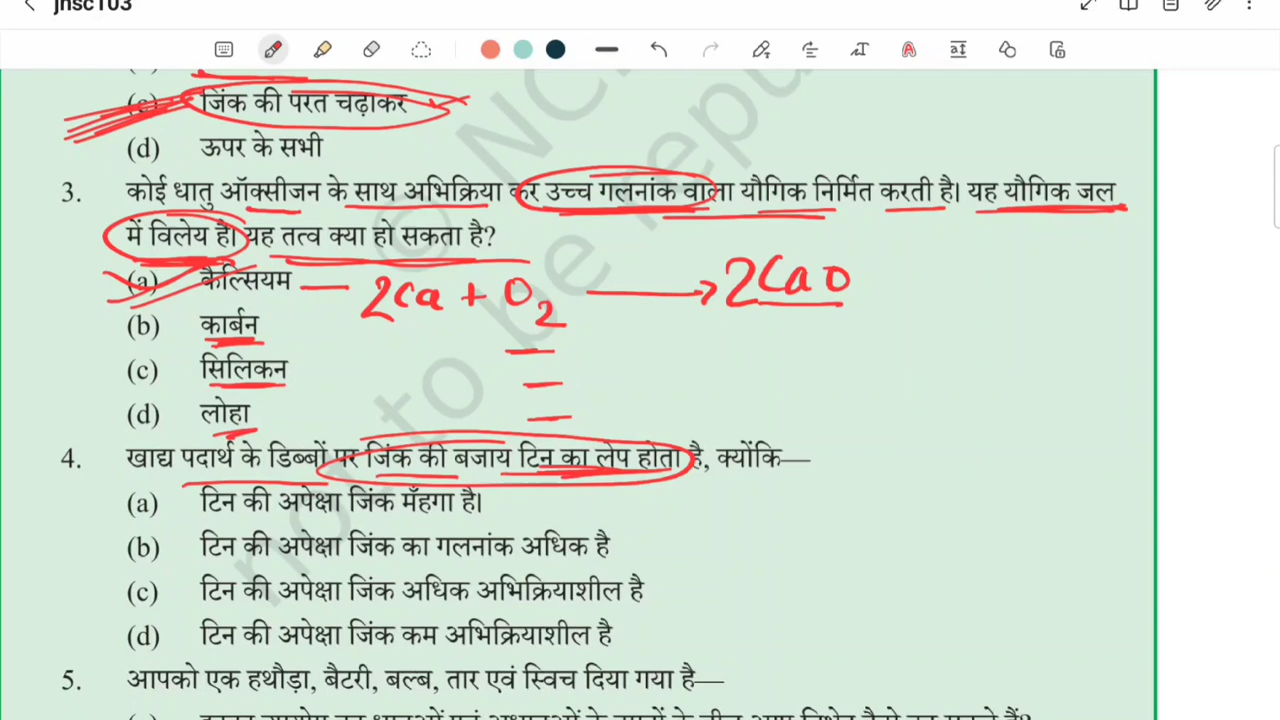 jhsc103
(c) जिंक की परत चढ़ाकर
(d) ऊपर के सभी
3. कोई धातु ऑक्सीजन के साथ अभिक्रिया कर उच्च गलनांक वाला यौगिक निर्मित करती है। यह यौगिक जल
में विलेय है। यह तत्व क्या हो सकता है?
(a) कैल्सियम — 2Ca + O2 → 2CaO
(b) कार्बन
(c) सिलिकन
(d) लोहा
4. खाद्य पदार्थ के डिब्बों पर जिंक की बजाय टिन का लेप होता है, क्योंकि—
(a) टिन की अपेक्षा जिंक मँहगा है।
(b) टिन की अपेक्षा जिंक का गलनांक अधिक है
(c) टिन की अपेक्षा जिंक अधिक अभिक्रियाशील है
(d) टिन की अपेक्षा जिंक कम अभिक्रियाशील है
5. आपको एक हथौड़ा, बैटरी, बल्ब, तार एवं स्विच दिया गया है—